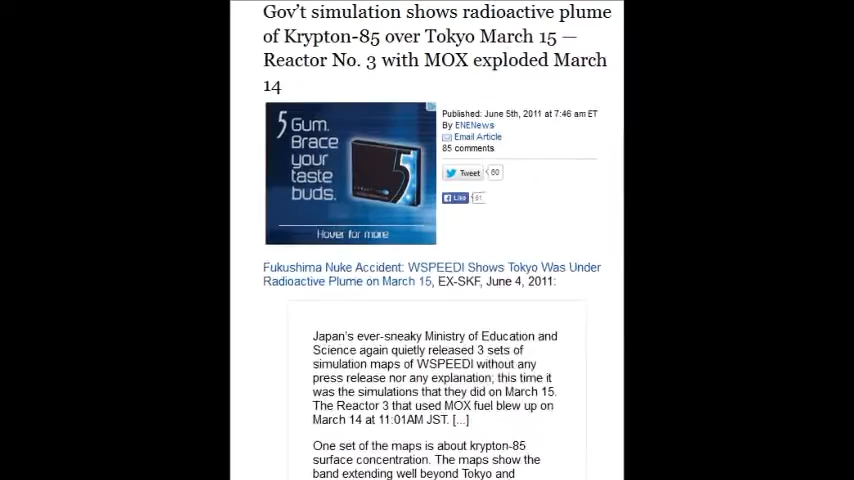 Gov't simulation shows radioactive plume
of Krypton-85 over Tokyo March 15 —
Reactor No. 3 with MOX exploded March
14
5 Gum.
Brace
your
taste
buds.
Hover for more
Published: June 5th, 2011 at 7:46 am ET
By ENENews
Email Article
85 comments
Tweet 60
Like
Fukushima Nuke Accident: WSPEEDI Shows Tokyo Was Under
Radioactive Plume on March 15, EX-SKF, June 4, 2011:
Japan's ever-sneaky Ministry of Education and
Science again quietly released 3 sets of
simulation maps of WSPEEDI without any
press release nor any explanation; this time it
was the simulations that they did on March 15.
The Reactor 3 that used MOX fuel blew up on
March 14 at 11:01AM JST. [...]
One set of the maps is about krypton-85
surface concentration. The maps show the
band extending well beyond Tokyo and